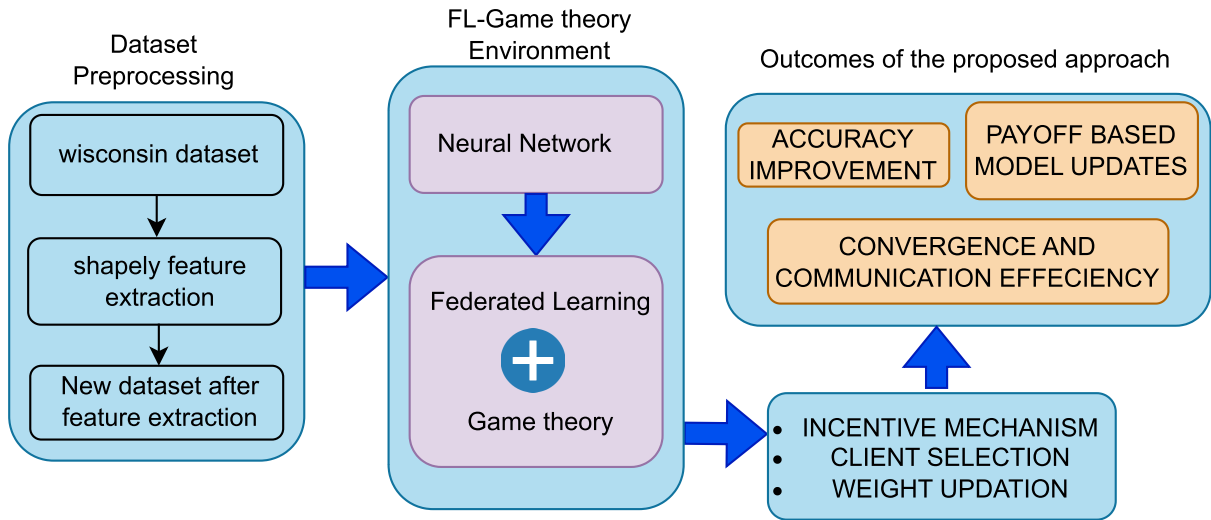 Dataset
Preprocessing
wisconsin dataset
shapely feature
extraction
New dataset after
feature extraction
FL-Game theory
Environment
Neural Network
Federated Learning
Game theory
Outcomes of the proposed approach
ACCURACY
IMPROVEMENT
PAYOFF BASED
MODEL UPDATES
CONVERGENCE AND
COMMUNICATION EFFECIENCY
• INCENTIVE MECHANISM
• CLIENT SELECTION
• WEIGHT UPDATION